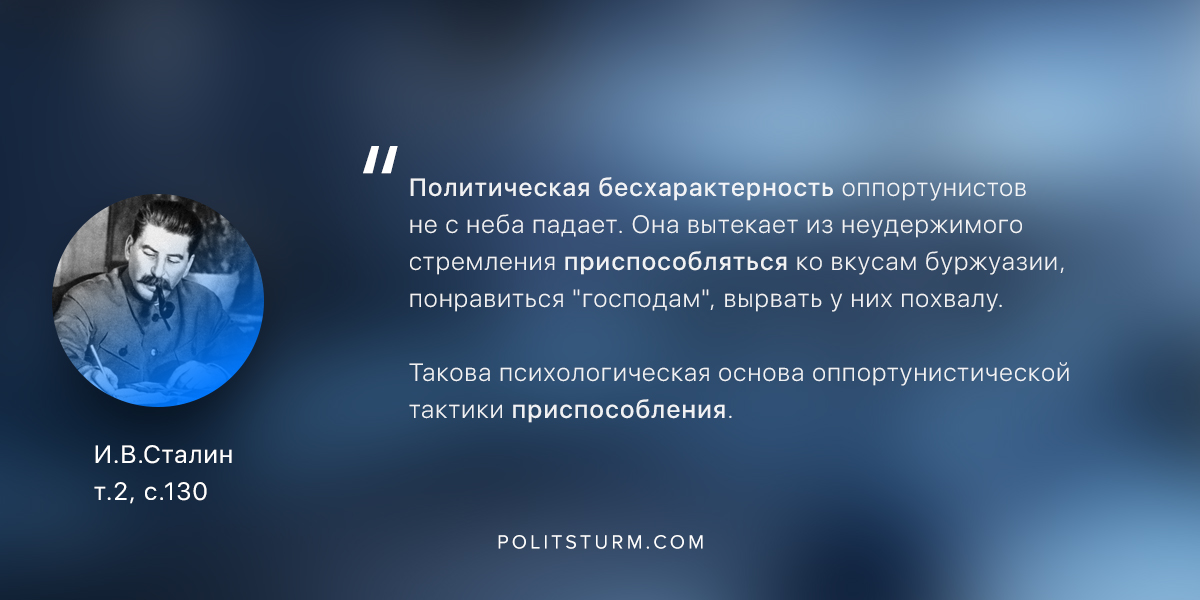 Политическая бесхарактерность оппортунистов
не с неба падает. Она вытекает из неудержимого
стремления приспособляться ко вкусам буржуазии,
понравиться "господам", вырвать у них похвалу.
Такова психологическая основа оппортунистической
тактики приспособления.
И.В.Сталин
т.2, с.130
POLITSTURM.COM